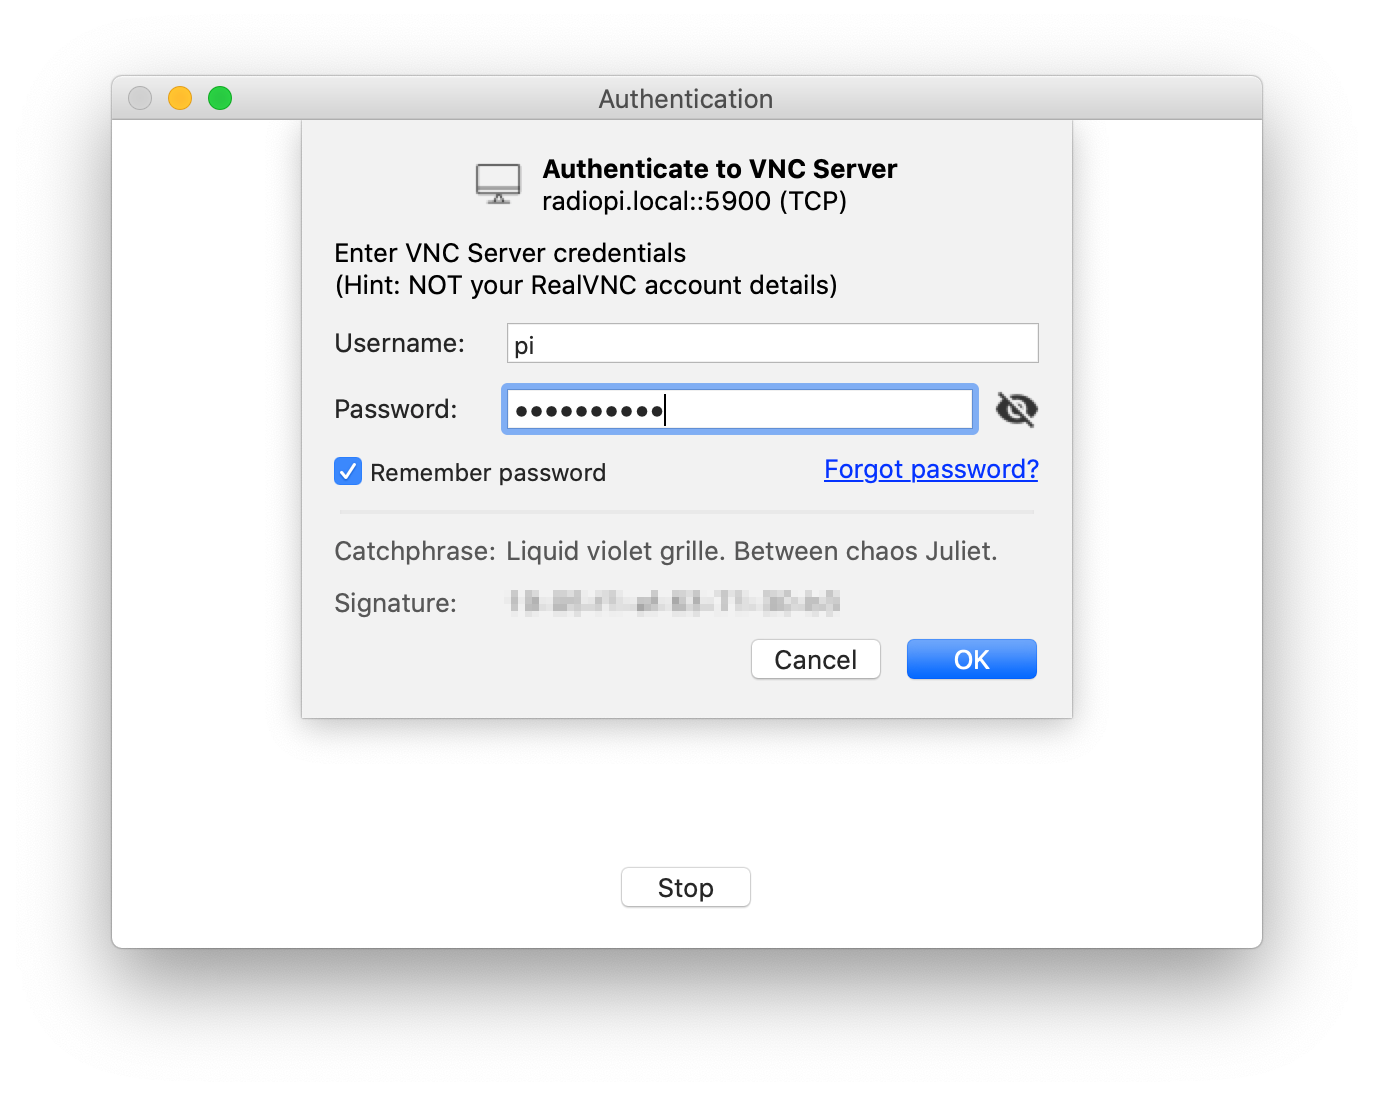 Authentication
Authenticate to VNC Server
radiopi.local::5900 (TCP)
Enter VNC Server credentials
(Hint: NOT your RealVNC account details)
Username: pi
Password: ••••••••••
Remember password Forgot password?
Catchphrase: Liquid violet grille. Between chaos Juliet.
Signature:
Cancel OK
Stop